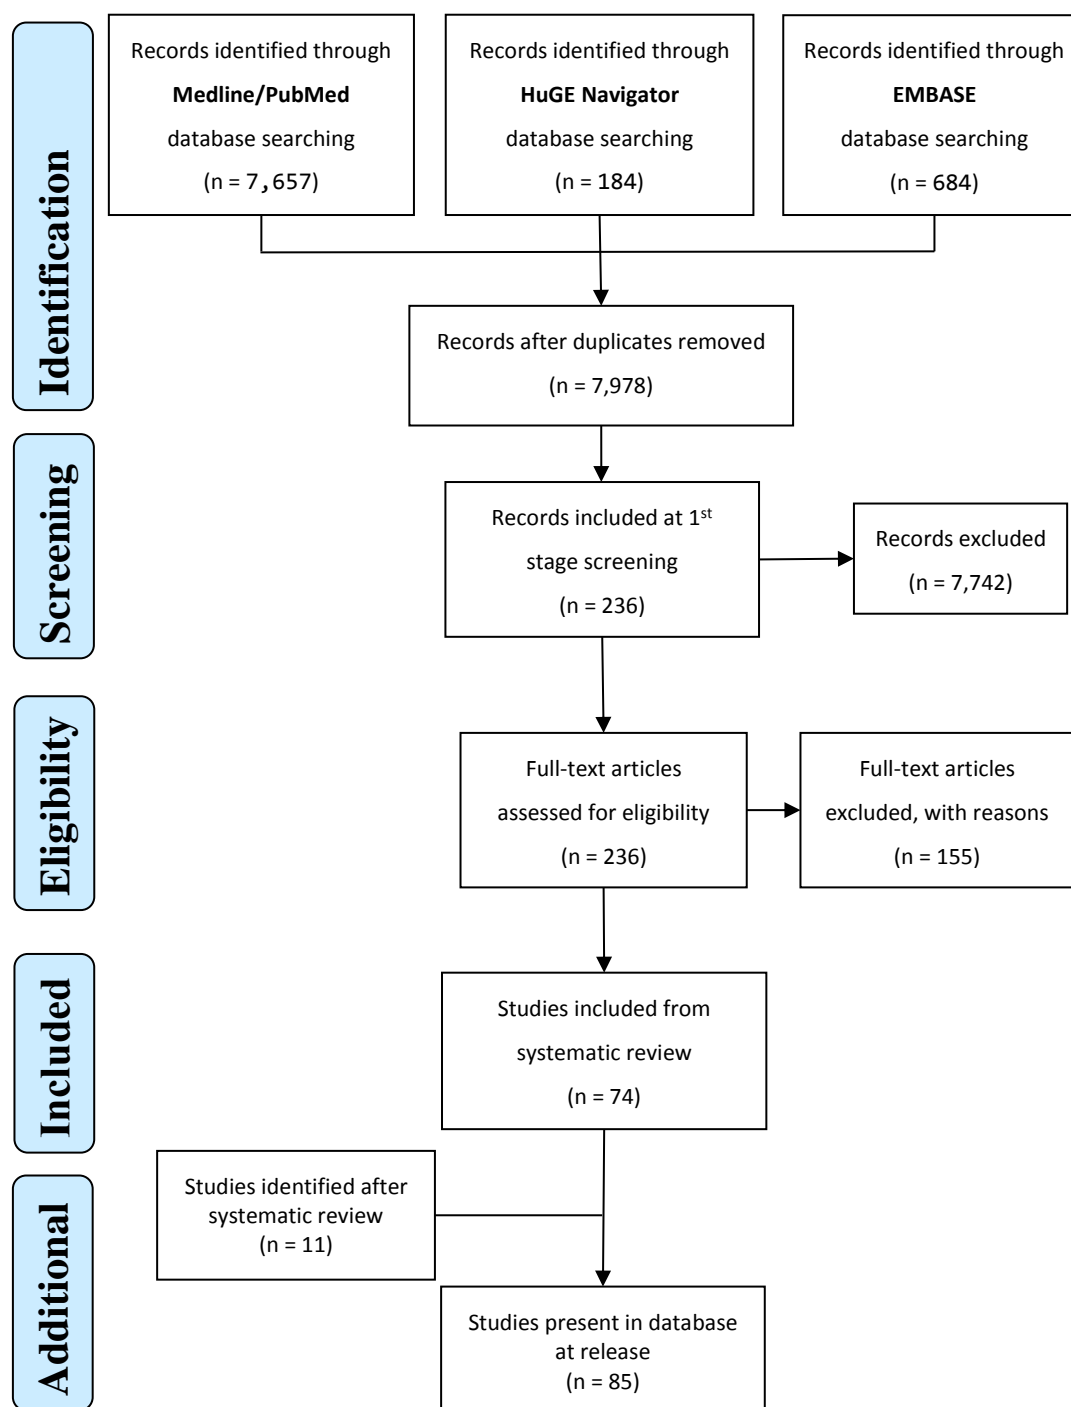 Identification
Records identified through
Medline/PubMed
database searching
(n = 7,657)
Records identified through
HuGE Navigator
database searching
(n = 184)
Records identified through
EMBASE
database searching
(n = 684)
Records after duplicates removed
(n = 7,978)
Screening
Records included at 1st
stage screening
(n = 236)
Records excluded
(n = 7,742)
Eligibility
Full-text articles
assessed for eligibility
(n = 236)
Full-text articles
excluded, with reasons
(n = 155)
Included
Studies included from
systematic review
(n = 74)
Additional
Studies identified after
systematic review
(n = 11)
Studies present in database
at release
(n = 85)